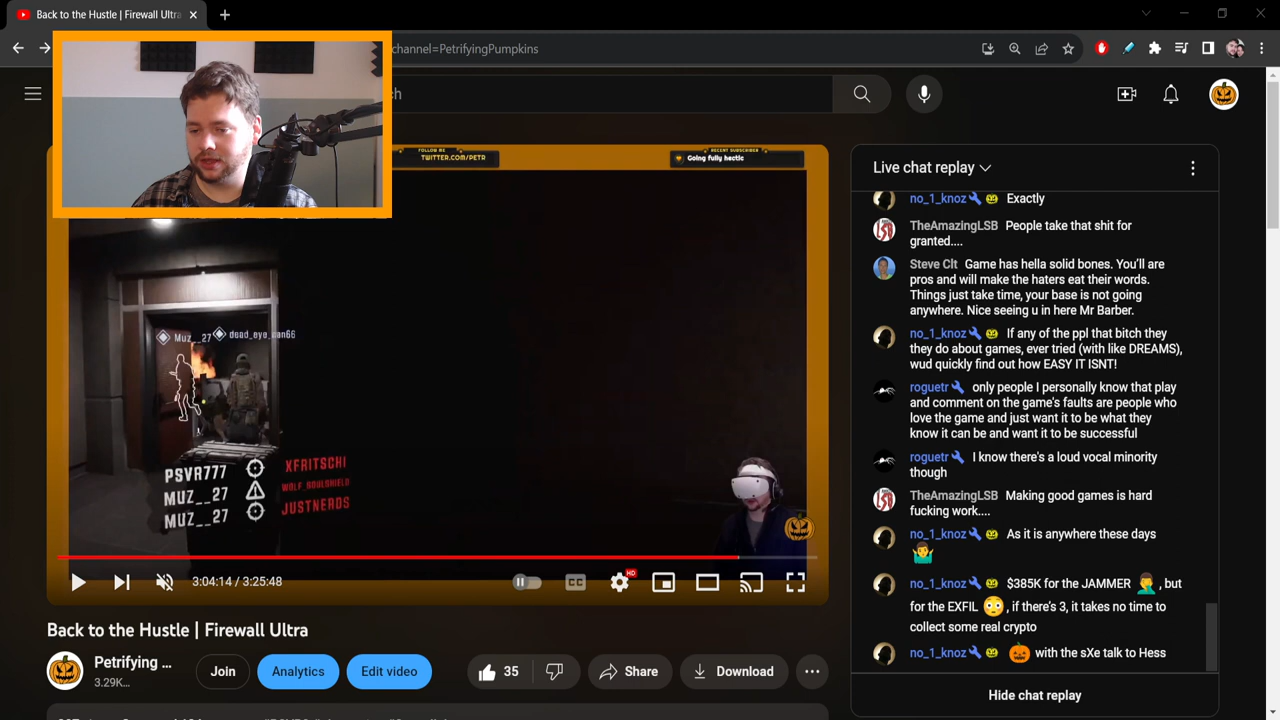 Back to the Hustle | Firewall Ultra
channel=PetrifyingPumpkins
ch
FOLLOW ME
TWITTER.COM/PETR
RECENT SUBSCRIBER
Going fully hectic
Muz__27
PSVR777 XFRITSCHI
MUZ__27 WOLF_SOULSHIELD
MUZ__27 JUSTNERDS
3:04:14 / 3:25:48
CC
HD
Back to the Hustle | Firewall Ultra
Petrifying ...
3.29K...
Join
Analytics
Edit video
35
Share
Download
Live chat replay
no_1_knoz Exactly
TheAmazingLSB People take that shit for
granted....
Steve Clt Game has hella solid bones. You’ll are
pros and will make the haters eat their words.
Things just take time, your base is not going
anywhere. Nice seeing u in here Mr Barber.
no_1_knoz If any of the ppl that bitch they
they do about games, ever tried (with like DREAMS),
wud quickly find out how EASY IT ISNT!
roguetr only people I personally know that play
and comment on the game's faults are people who
love the game and just want it to be what they
know it can be and want it to be successful
roguetr I know there's a loud vocal minority
though
TheAmazingLSB Making good games is hard
fucking work....
no_1_knoz As it is anywhere these days
🤷‍♂️
no_1_knoz $385K for the JAMMER 🤦‍♂️, but
for the EXFIL 😳, if there’s 3, it takes no time to
collect some real crypto
no_1_knoz 🎃 with the sXe talk to Hess
Hide chat replay